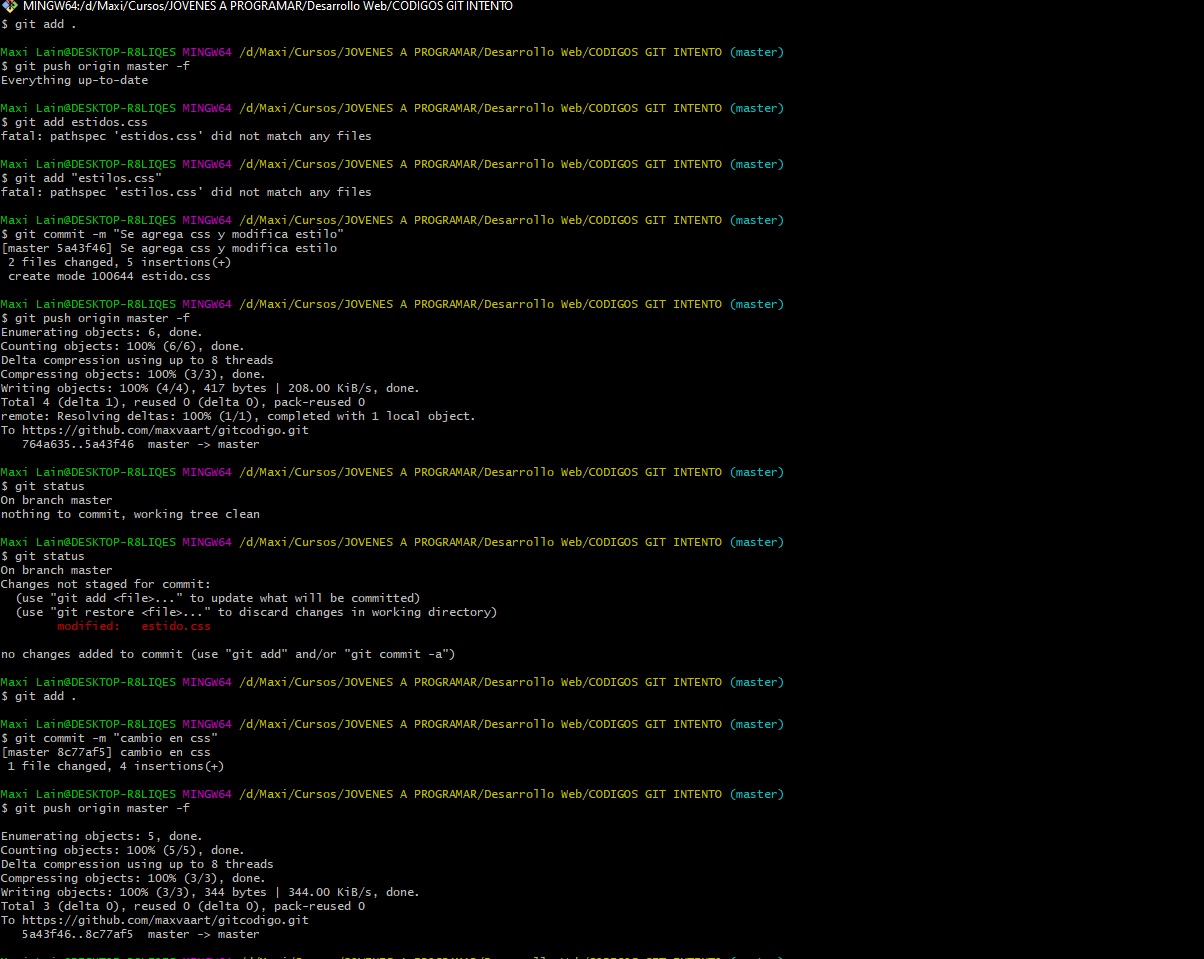 MINGW64:/d/Maxi/Cursos/JOVENES A PROGRAMAR/Desarrollo Web/CODIGOS GIT INTENTO
$ git add .
Maxi Lain@DESKTOP-R8LIQES MINGW64 /d/Maxi/Cursos/JOVENES A PROGRAMAR/Desarrollo Web/CODIGOS GIT INTENTO (master)
$ git push origin master -f
Everything up-to-date
Maxi Lain@DESKTOP-R8LIQES MINGW64 /d/Maxi/Cursos/JOVENES A PROGRAMAR/Desarrollo Web/CODIGOS GIT INTENTO (master)
$ git add estidos.css
fatal: pathspec 'estidos.css' did not match any files
Maxi Lain@DESKTOP-R8LIQES MINGW64 /d/Maxi/Cursos/JOVENES A PROGRAMAR/Desarrollo Web/CODIGOS GIT INTENTO (master)
$ git add "estilos.css"
fatal: pathspec 'estilos.css' did not match any files
Maxi Lain@DESKTOP-R8LIQES MINGW64 /d/Maxi/Cursos/JOVENES A PROGRAMAR/Desarrollo Web/CODIGOS GIT INTENTO (master)
$ git commit -m "Se agrega css y modifica estilo"
[master 5a43f46] Se agrega css y modifica estilo
 2 files changed, 5 insertions(+)
 create mode 100644 estido.css
Maxi Lain@DESKTOP-R8LIQES MINGW64 /d/Maxi/Cursos/JOVENES A PROGRAMAR/Desarrollo Web/CODIGOS GIT INTENTO (master)
$ git push origin master -f
Enumerating objects: 6, done.
Counting objects: 100% (6/6), done.
Delta compression using up to 8 threads
Compressing objects: 100% (3/3), done.
Writing objects: 100% (4/4), 417 bytes | 208.00 KiB/s, done.
Total 4 (delta 1), reused 0 (delta 0), pack-reused 0
remote: Resolving deltas: 100% (1/1), completed with 1 local object.
To https://github.com/maxvaart/gitcodigo.git
   764a635..5a43f46  master -> master
Maxi Lain@DESKTOP-R8LIQES MINGW64 /d/Maxi/Cursos/JOVENES A PROGRAMAR/Desarrollo Web/CODIGOS GIT INTENTO (master)
$ git status
On branch master
nothing to commit, working tree clean
Maxi Lain@DESKTOP-R8LIQES MINGW64 /d/Maxi/Cursos/JOVENES A PROGRAMAR/Desarrollo Web/CODIGOS GIT INTENTO (master)
$ git status
On branch master
Changes not staged for commit:
  (use "git add <file>..." to update what will be committed)
  (use "git restore <file>..." to discard changes in working directory)
        modified:   estido.css
no changes added to commit (use "git add" and/or "git commit -a")
Maxi Lain@DESKTOP-R8LIQES MINGW64 /d/Maxi/Cursos/JOVENES A PROGRAMAR/Desarrollo Web/CODIGOS GIT INTENTO (master)
$ git add .
Maxi Lain@DESKTOP-R8LIQES MINGW64 /d/Maxi/Cursos/JOVENES A PROGRAMAR/Desarrollo Web/CODIGOS GIT INTENTO (master)
$ git commit -m "cambio en css"
[master 8c77af5] cambio en css
 1 file changed, 4 insertions(+)
Maxi Lain@DESKTOP-R8LIQES MINGW64 /d/Maxi/Cursos/JOVENES A PROGRAMAR/Desarrollo Web/CODIGOS GIT INTENTO (master)
$ git push origin master -f
Enumerating objects: 5, done.
Counting objects: 100% (5/5), done.
Delta compression using up to 8 threads
Compressing objects: 100% (3/3), done.
Writing objects: 100% (3/3), 344 bytes | 344.00 KiB/s, done.
Total 3 (delta 0), reused 0 (delta 0), pack-reused 0
To https://github.com/maxvaart/gitcodigo.git
   5a43f46..8c77af5  master -> master